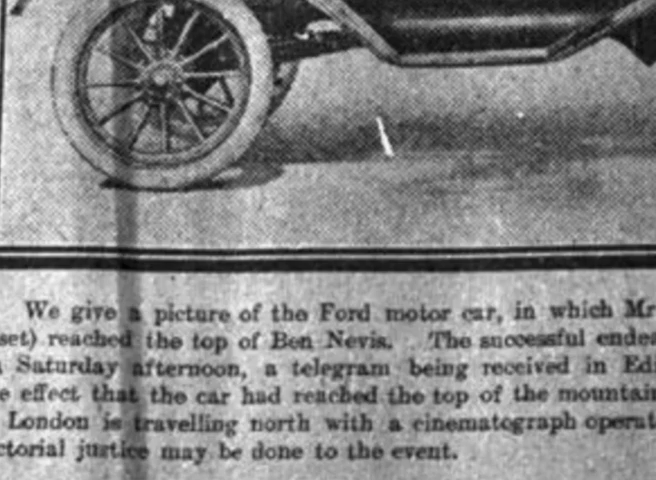 We give a picture of the Ford motor car, in which Mr
set) reached the top of Ben Nevis. The successful endea
Saturday afternoon, a telegram being received in Edi
e effect that the car had reached the top of the mountain
London is travelling north with a cinematograph operat
ctorial justice may be done to the event.